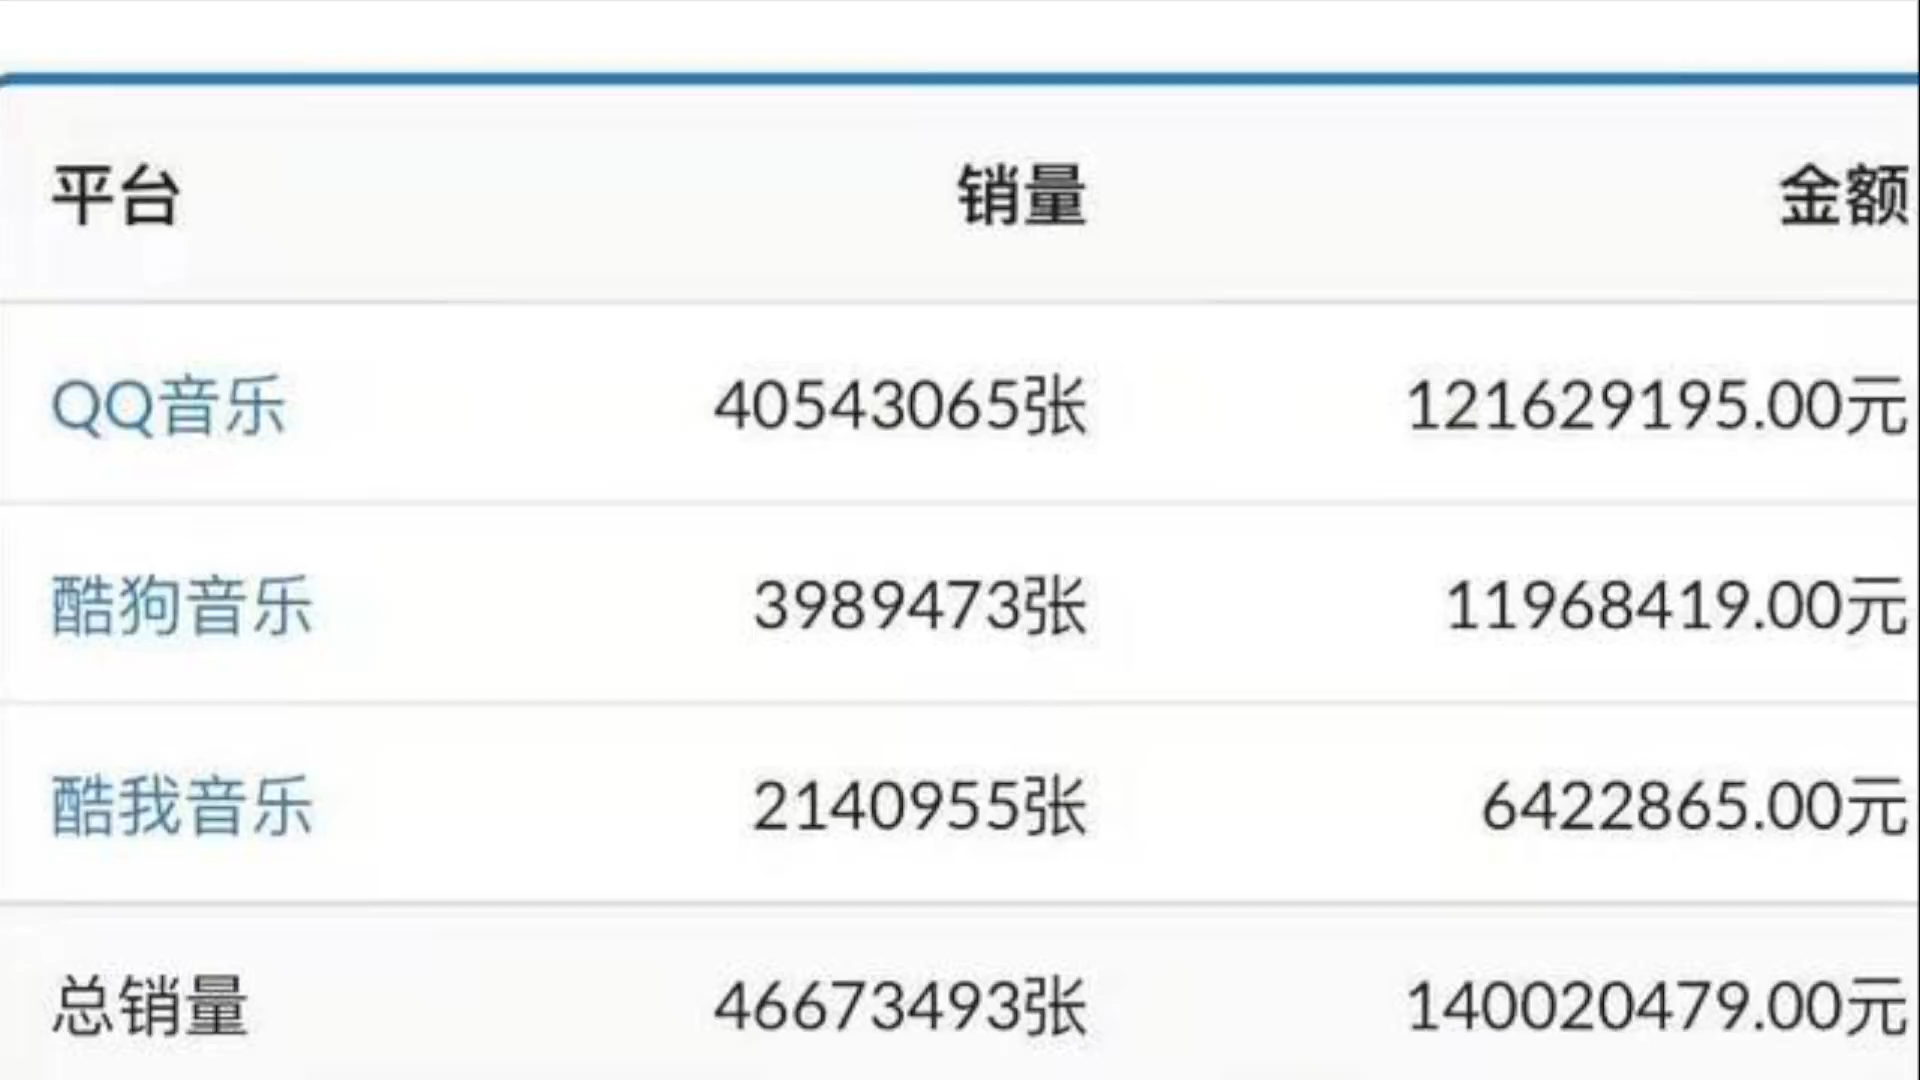 平台 销量 金额
QQ音乐 40543065张 121629195.00元
酷狗音乐 3989473张 11968419.00元
酷我音乐 2140955张 6422865.00元
总销量 46673493张 140020479.00元